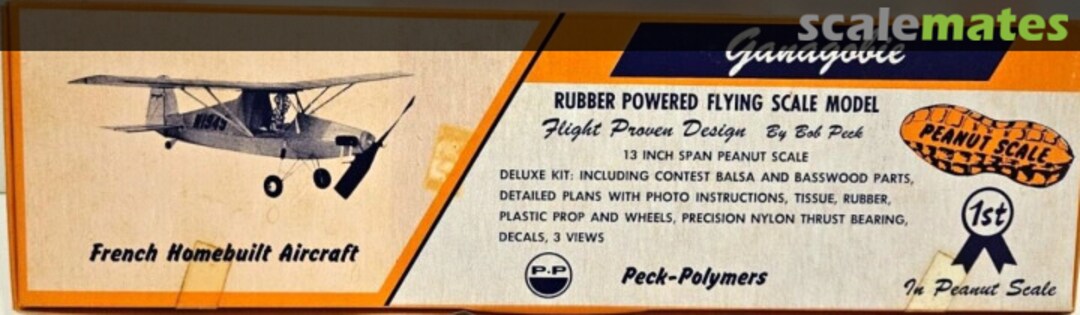 scalemates
Ganagobie
RUBBER POWERED FLYING SCALE MODEL
Flight Proven Design By Bob Peck
13 INCH SPAN PEANUT SCALE
DELUXE KIT: INCLUDING CONTEST BALSA AND BASSWOOD PARTS,
DETAILED PLANS WITH PHOTO INSTRUCTIONS, TISSUE, RUBBER,
PLASTIC PROP AND WHEELS, PRECISION NYLON THRUST BEARING,
DECALS, 3 VIEWS
P-P
Peck-Polymers
PEANUT SCALE
1st
In Peanut Scale
N1945
French Homebuilt Aircraft